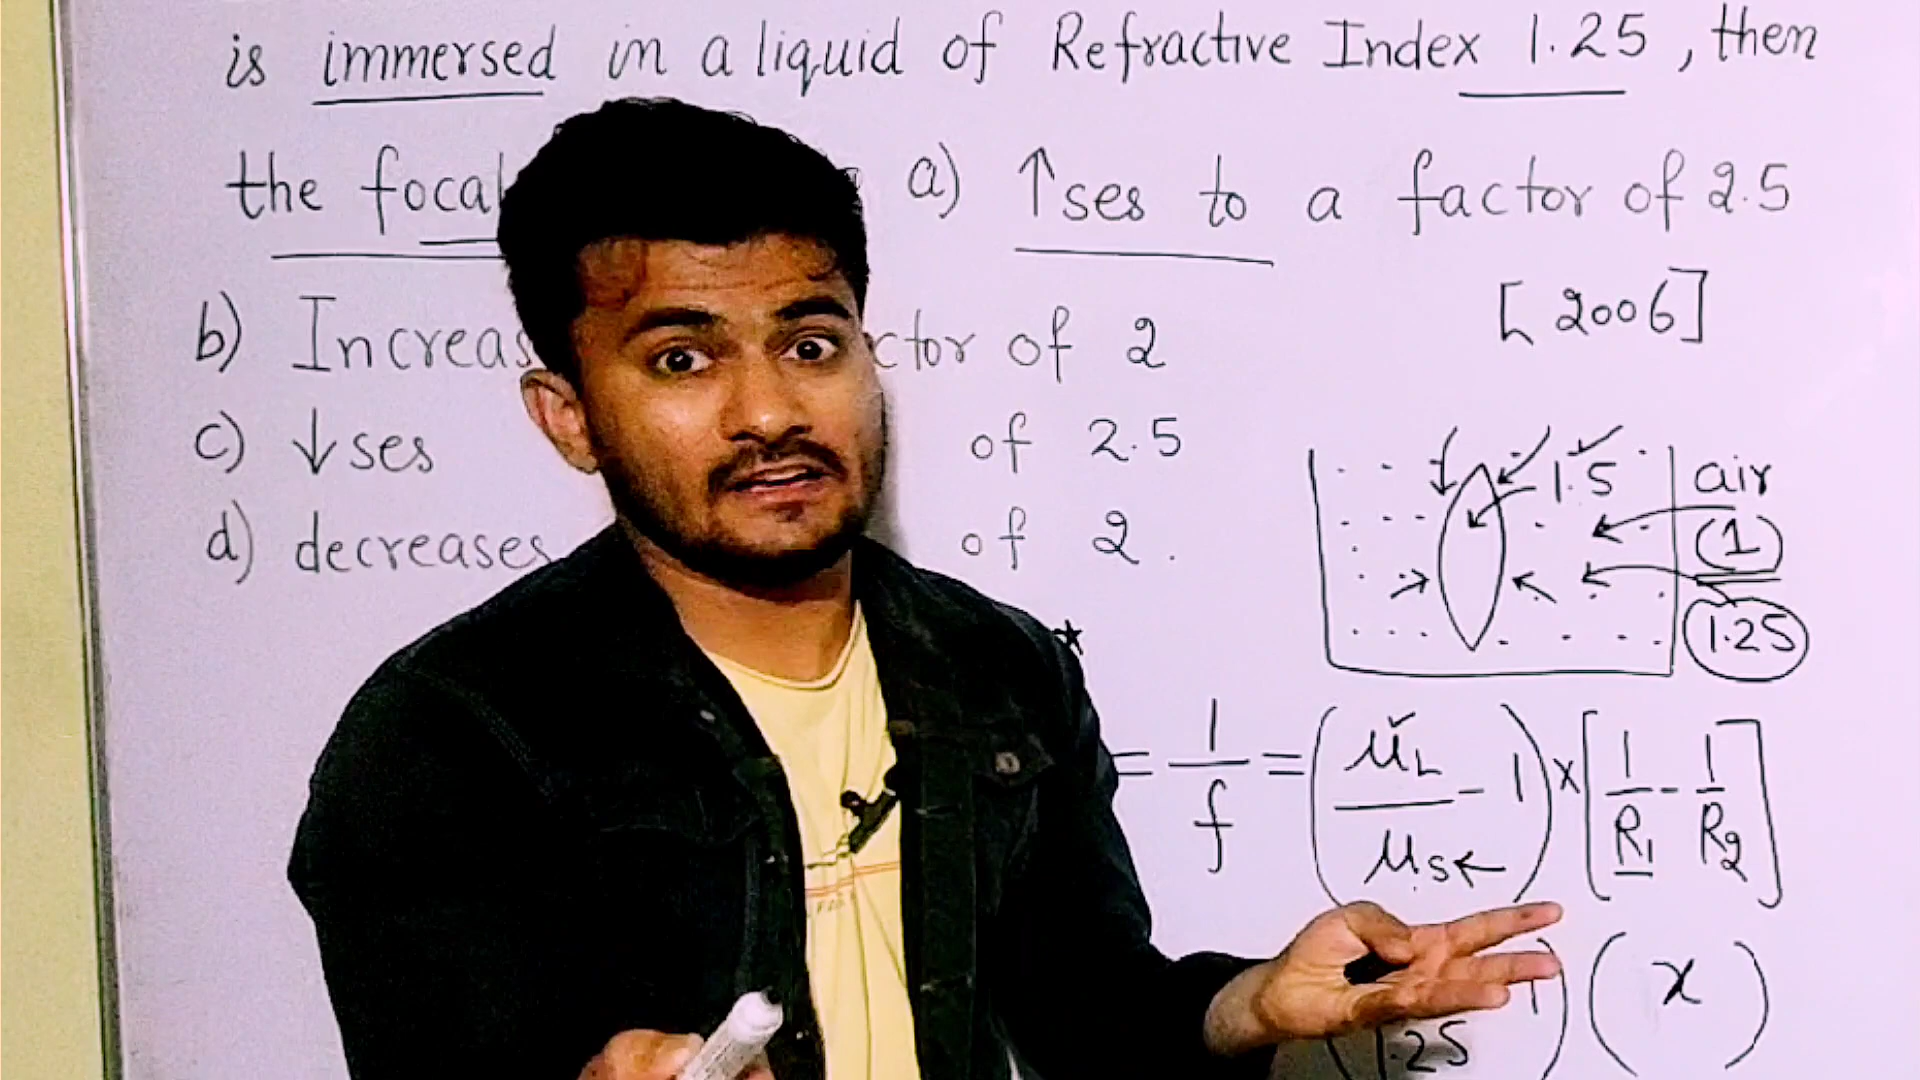 is immersed in a liquid of Refractive Index 1.25, then
the focal a) ↑ses to a factor of 2.5
[2006]
b) Increas ctor of 2
c) ↓ses of 2.5
d) decreases of 2.
1.5 air
(1)
1.25
= 1/f = (μL/μS - 1) × [1/R1 - 1/R2]
1.25 1) (x)